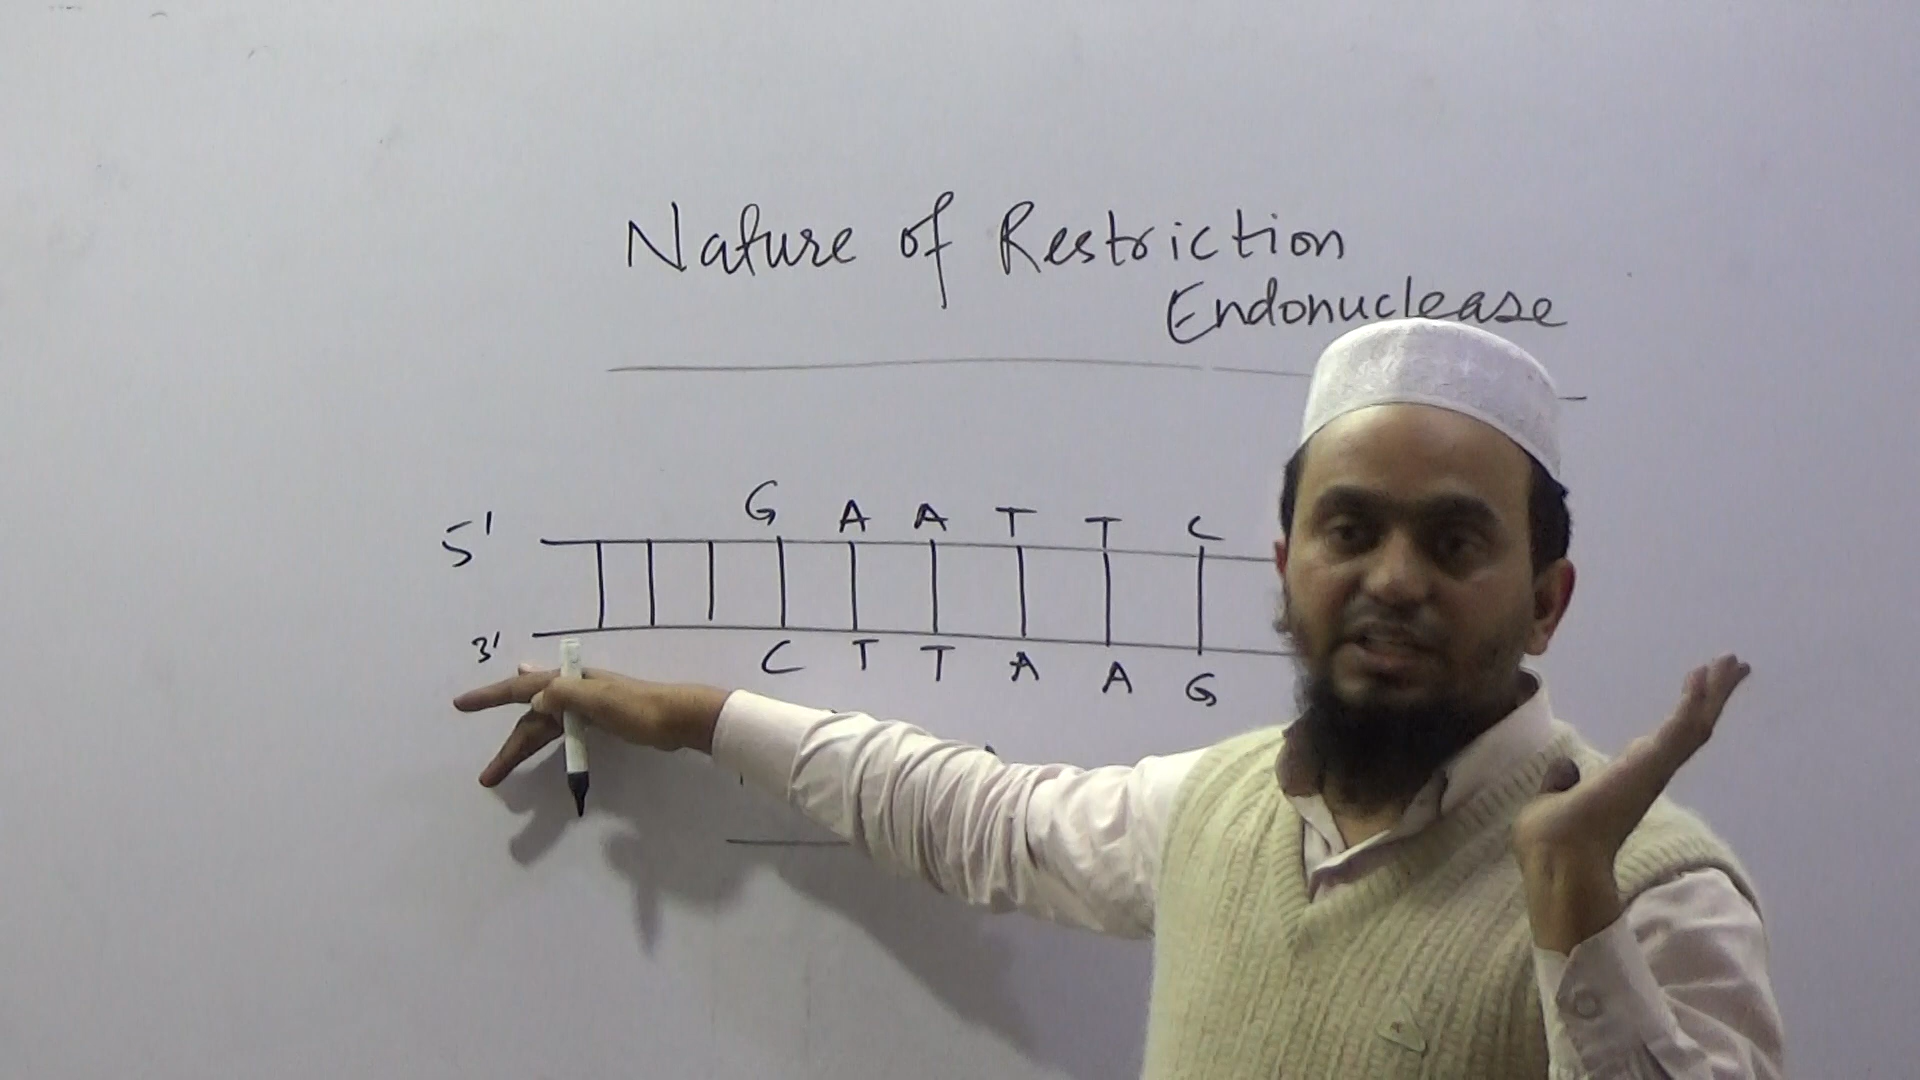 Nature of Restriction
Endonuclease
5' G A A T T C
3' C T T A A G